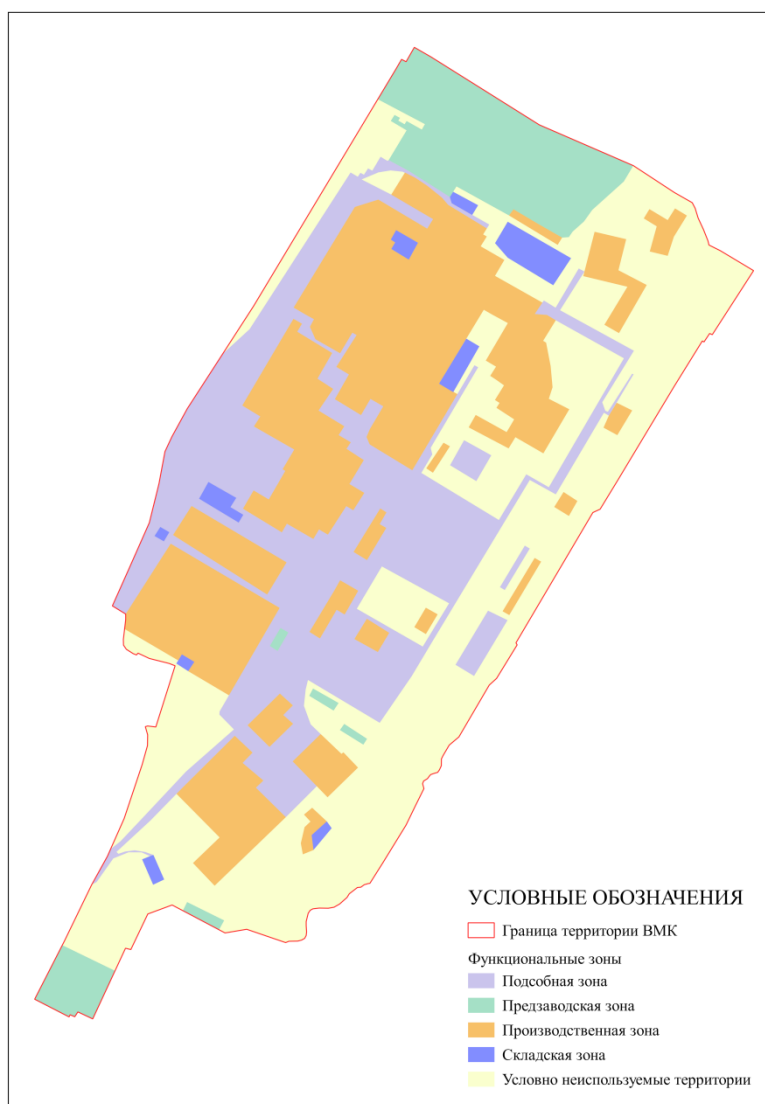 УСЛОВНЫЕ ОБОЗНАЧЕНИЯ
Граница территории ВМК
Функциональные зоны
Подсобная зона
Предзаводская зона
Производственная зона
Складская зона
Условно неиспользуемые территории